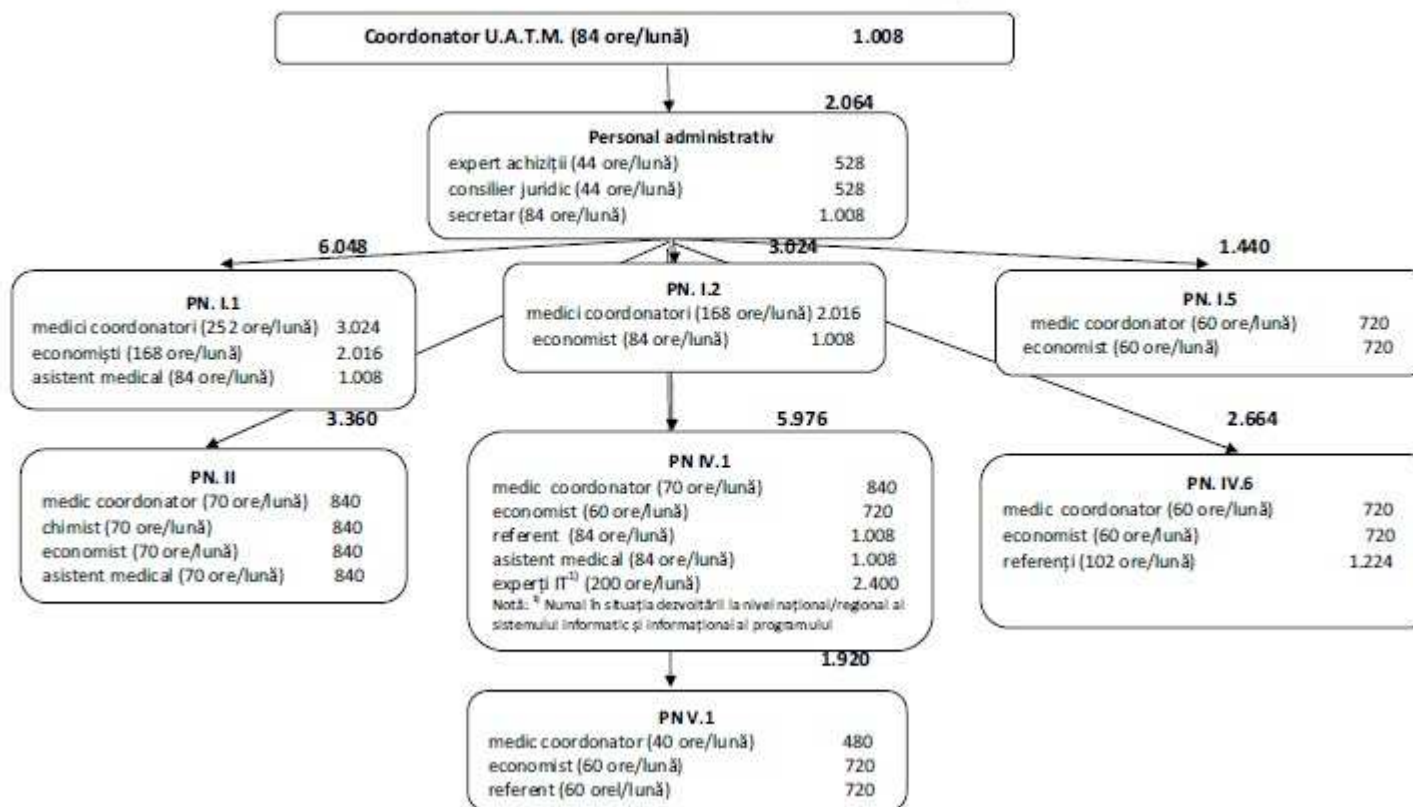 Coordonator U.A.T.M. (84 ore/lună) 1.008
2.064
Personal administrativ
expert achiziții (44 ore/lună) 528
consilier juridic (44 ore/lună) 528
secretar (84 ore/lună) 1.008
6.048
3.024
1.440
PN. I.1
medici coordonatori (252 ore/lună) 3.024
economiști (168 ore/lună) 2.016
asistent medical (84 ore/lună) 1.008
PN. I.2
medici coordonatori (168 ore/lună) 2.016
economist (84 ore/lună) 1.008
PN. I.5
medic coordonator (60 ore/lună) 720
economist (60 ore/lună) 720
3.360
5.976
2.664
PN. II
medic coordonator (70 ore/lună) 840
chimist (70 ore/lună) 840
economist (70 ore/lună) 840
asistent medical (70 ore/lună) 840
PN IV.1
medic coordonator (70 ore/lună) 840
economist (60 ore/lună) 720
referent (84 ore/lună) 1.008
asistent medical (84 ore/lună) 1.008
experți IT1) (200 ore/lună) 2.400
Notă: 1) Numai în situația dezvoltării la nivel național/regional al
sistemului informatic și informațional al programului
PN. IV.6
medic coordonator (60 ore/lună) 720
economist (60 ore/lună) 720
referenți (102 ore/lună) 1.224
1.920
PN V.1
medic coordonator (40 ore/lună) 480
economist (60 ore/lună) 720
referent (60 orel/lună) 720